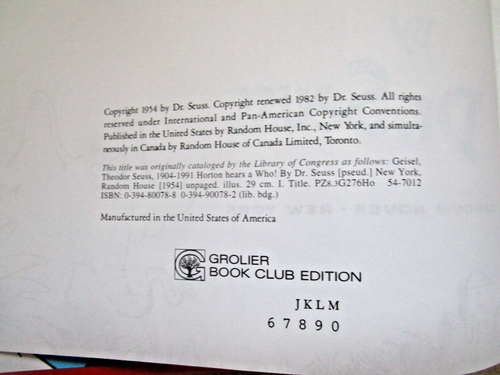 Copyright 1954 by Dr. Seuss. Copyright renewed 1982 by Dr. Seuss. All rights
reserved under International and Pan-American Copyright Conventions.
Published in the United States by Random House, Inc., New York, and simulta-
neously in Canada by Random House of Canada Limited, Toronto.
This title was originally cataloged by the Library of Congress as follows: Geisel,
Theodor Seuss, 1904-1991 Horton hears a Who! By Dr. Seuss [pseud.] New York,
Random House [1954] unpaged. illus. 29 cm. I. Title. PZ8.3G276Ho 54-7012
ISBN: 0-394-80078-8 0-394-90078-2 (lib. bdg.)
Manufactured in the United States of America
GROLIER
BOOK CLUB EDITION
J K L M
6 7 8 9 0